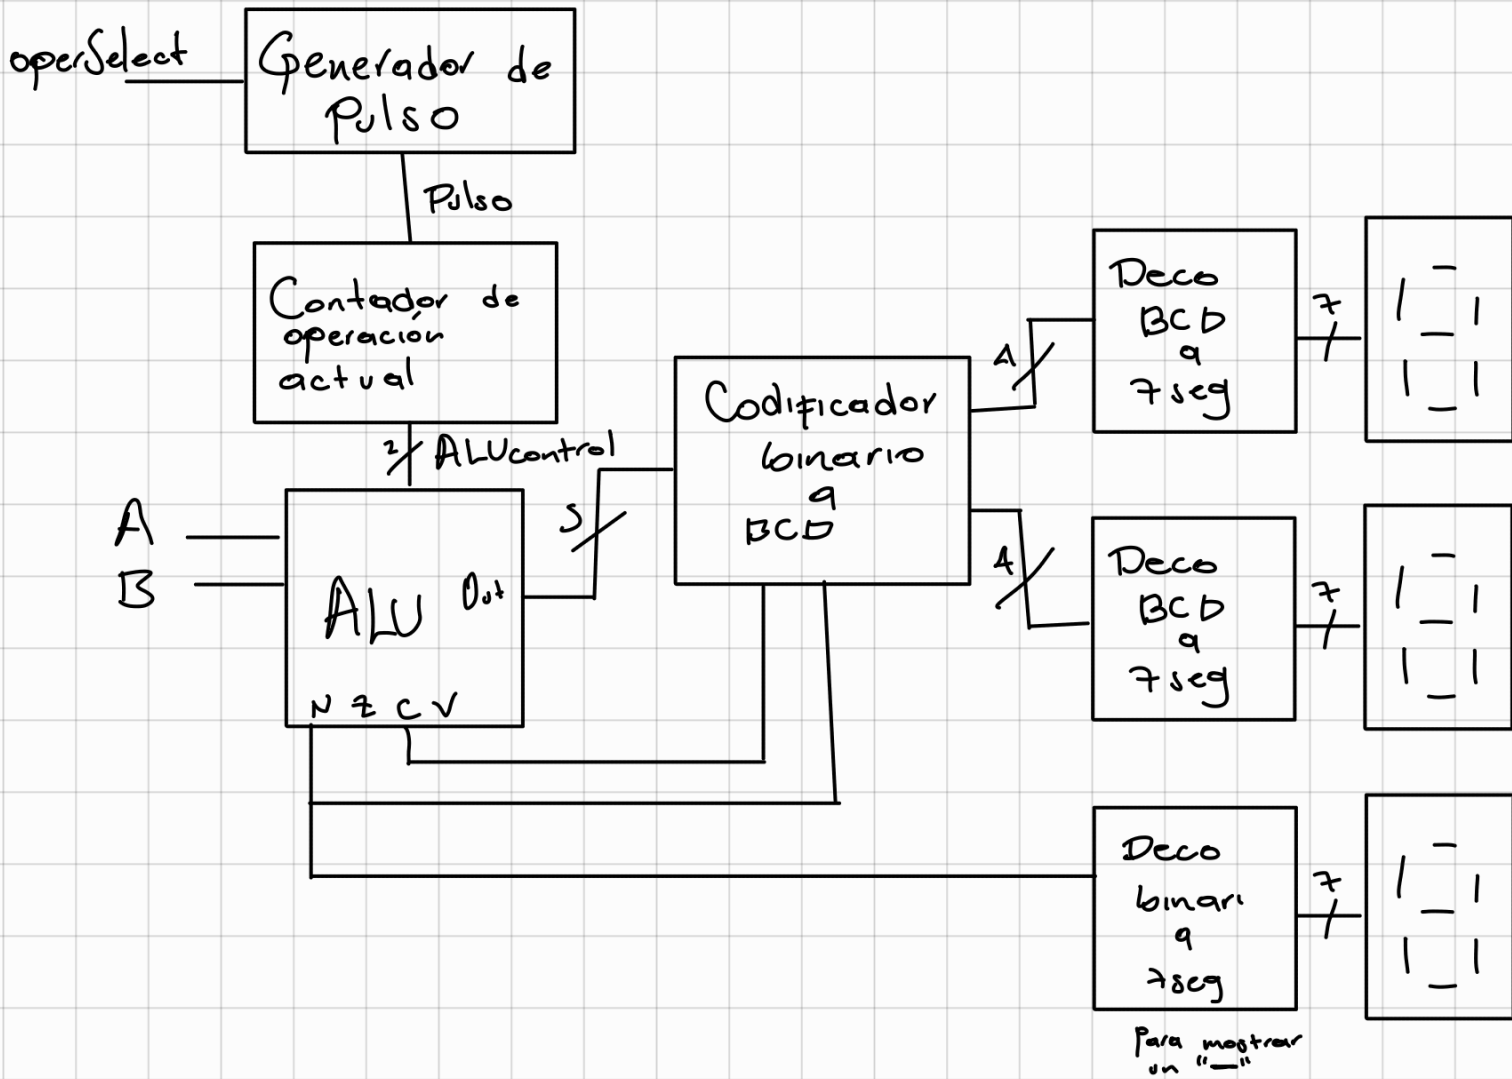 operSelect
Generador de
Pulso
Pulso
Contador de
operación
actual
2
ALUcontrol
A
B
ALU
Out
N Z C V
5
Codificador
binario
a
BCD
4
4
Deco
BCD
a
7seg
7
Deco
BCD
a
7seg
7
Deco
binari
a
7seg
7
Para mostrar
un "—"